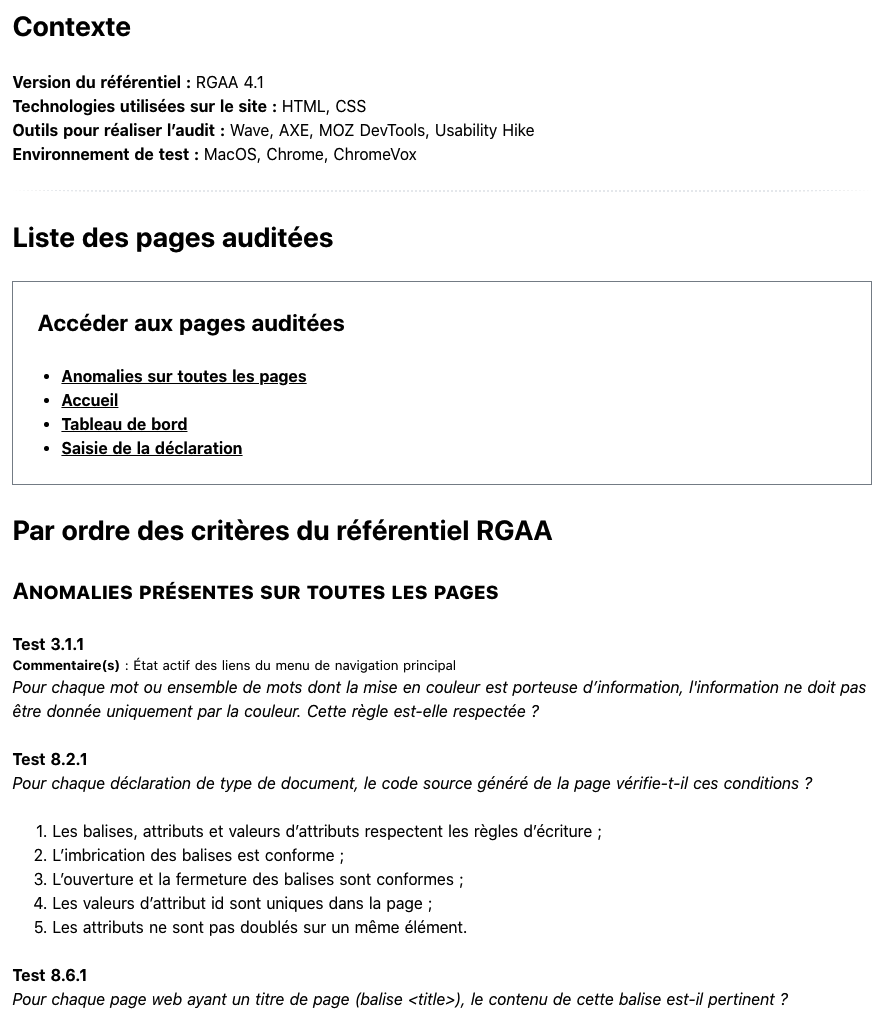 Contexte
Version du référentiel : RGAA 4.1
Technologies utilisées sur le site : HTML, CSS
Outils pour réaliser l’audit : Wave, AXE, MOZ DevTools, Usability Hike
Environnement de test : MacOS, Chrome, ChromeVox
Liste des pages auditées
Accéder aux pages auditées
• Anomalies sur toutes les pages
• Accueil
• Tableau de bord
• Saisie de la déclaration
Par ordre des critères du référentiel RGAA
Anomalies présentes sur toutes les pages
Test 3.1.1
Commentaire(s) : État actif des liens du menu de navigation principal
Pour chaque mot ou ensemble de mots dont la mise en couleur est porteuse d’information, l'information ne doit pas
être donnée uniquement par la couleur. Cette règle est-elle respectée ?
Test 8.2.1
Pour chaque déclaration de type de document, le code source généré de la page vérifie-t-il ces conditions ?
1. Les balises, attributs et valeurs d’attributs respectent les règles d’écriture ;
2. L’imbrication des balises est conforme ;
3. L’ouverture et la fermeture des balises sont conformes ;
4. Les valeurs d’attribut id sont uniques dans la page ;
5. Les attributs ne sont pas doublés sur un même élément.
Test 8.6.1
Pour chaque page web ayant un titre de page (balise <title>), le contenu de cette balise est-il pertinent ?